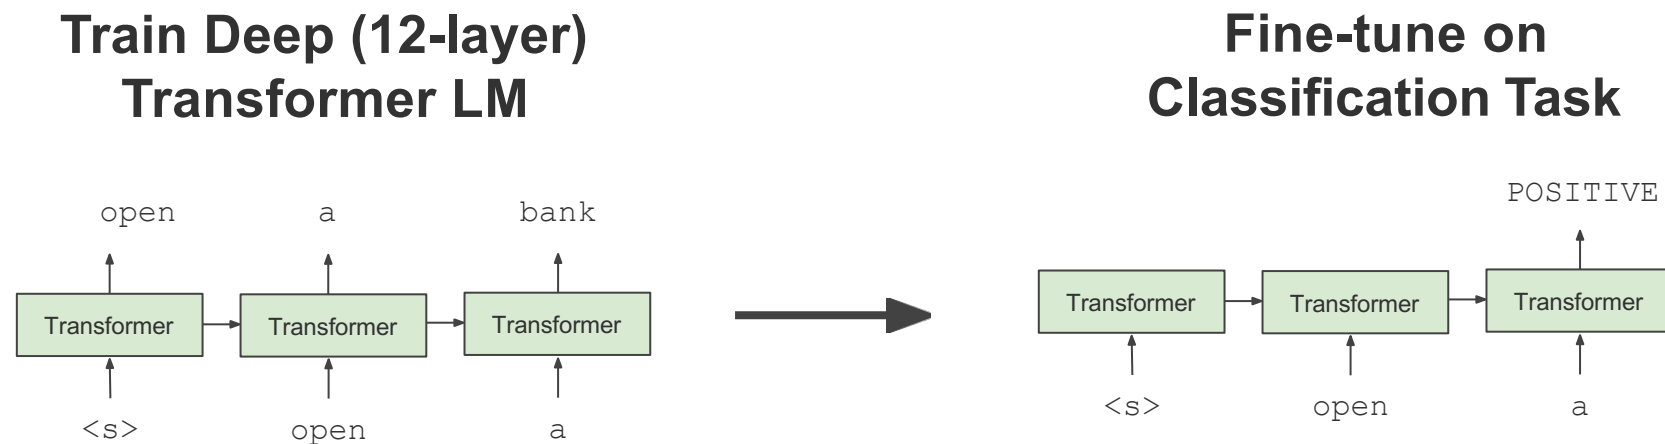 Train Deep (12-layer)
Transformer LM
open a bank
Transformer Transformer Transformer
<s> open a
Fine-tune on
Classification Task
POSITIVE
Transformer Transformer Transformer
<s> open a